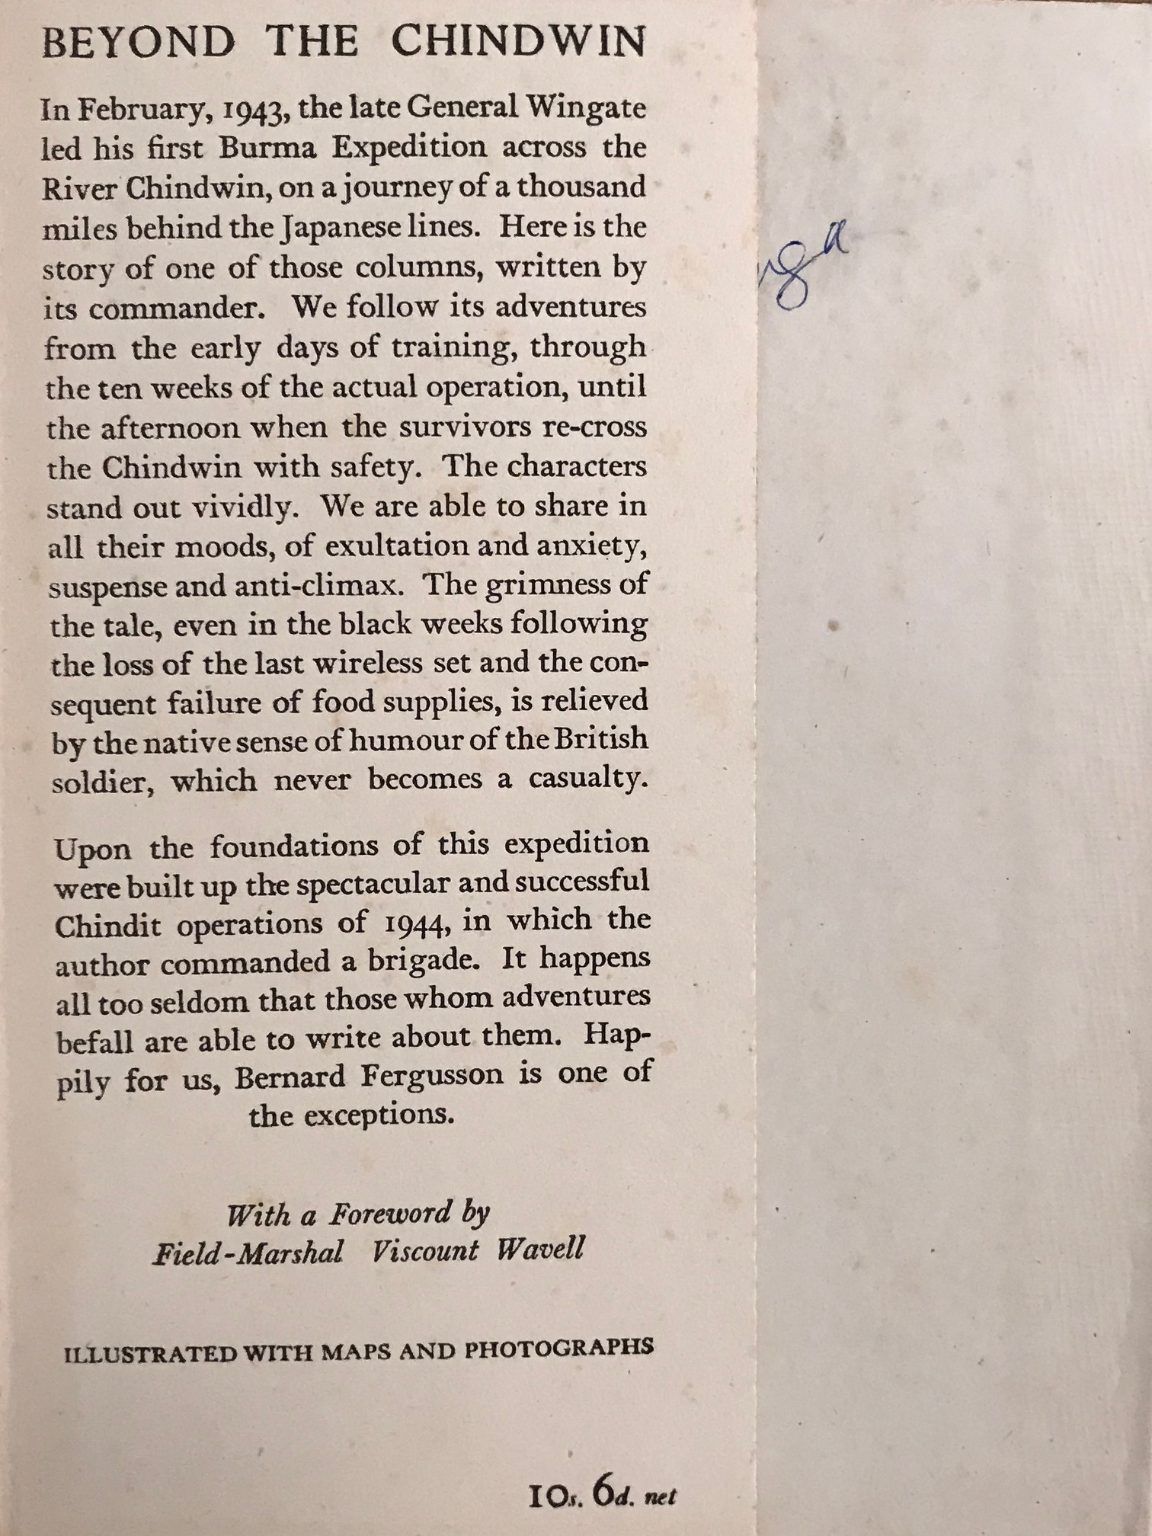 BEYOND THE CHINDWIN
In February, 1943, the late General Wingate
led his first Burma Expedition across the
River Chindwin, on a journey of a thousand
miles behind the Japanese lines. Here is the
story of one of those columns, written by
its commander. We follow its adventures
from the early days of training, through
the ten weeks of the actual operation, until
the afternoon when the survivors re-cross
the Chindwin with safety. The characters
stand out vividly. We are able to share in
all their moods, of exultation and anxiety,
suspense and anti-climax. The grimness of
the tale, even in the black weeks following
the loss of the last wireless set and the con-
sequent failure of food supplies, is relieved
by the native sense of humour of the British
soldier, which never becomes a casualty.
Upon the foundations of this expedition
were built up the spectacular and successful
Chindit operations of 1944, in which the
author commanded a brigade. It happens
all too seldom that those whom adventures
befall are able to write about them. Hap-
pily for us, Bernard Fergusson is one of
the exceptions.
With a Foreword by
Field-Marshal Viscount Wavell
ILLUSTRATED WITH MAPS AND PHOTOGRAPHS
10s. 6d. net